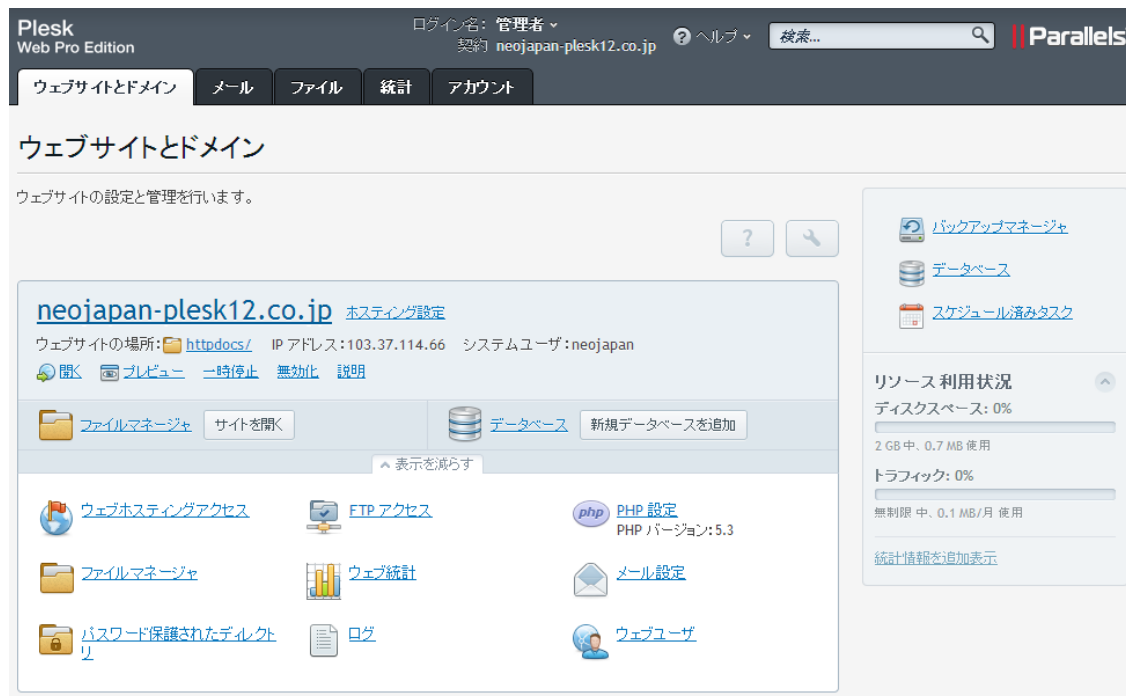 Plesk
Web Pro Edition
ログイン名: 管理者
契約 neojapan-plesk12.co.jp
ヘルプ
検索...
Parallels
ウェブサイトとドメイン メール ファイル 統計 アカウント
ウェブサイトとドメイン
ウェブサイトの設定と管理を行います。
?
neojapan-plesk12.co.jp ホスティング設定
ウェブサイトの場所: httpdocs/ IP アドレス:103.37.114.66 システムユーザ:neojapan
開く プレビュー 一時停止 無効化 説明
ファイルマネージャ サイトを開く データベース 新規データベースを追加
表示を減らす
ウェブホスティングアクセス FTP アクセス php PHP 設定
PHP バージョン:5.3
ファイルマネージャ ウェブ統計 メール設定
パスワード保護されたディレクト
リ
ログ ウェブユーザ
バックアップマネージャ
データベース
スケジュール済みタスク
リソース利用状況
ディスクスペース: 0%
2 GB 中、0.7 MB 使用
トラフィック: 0%
無制限 中、0.1 MB/月 使用
統計情報を追加表示